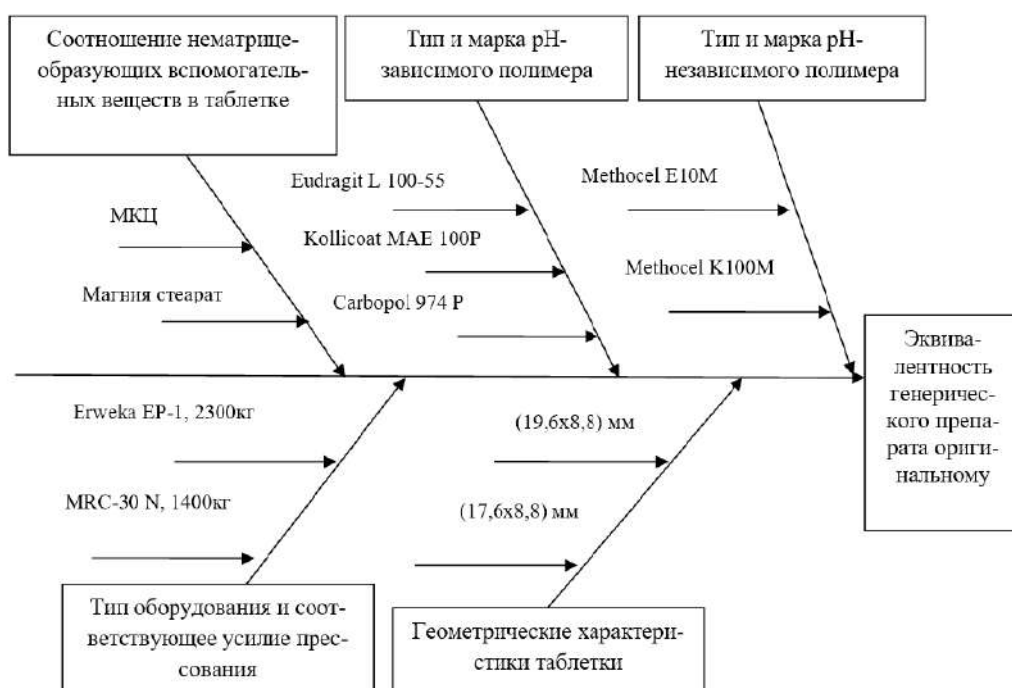 Соотношение нематрице-
образующих вспомогатель-
ных веществ в таблетке
Тип и марка pH-
зависимого полимера
Тип и марка pH-
независимого полимера
Eudragit L 100-55
Methocel E10M
МКЦ
Kollicoat MAE 100P
Methocel K100M
Магния стеарат
Carbopol 974 P
Эквива-
лентность
генеричес-
кого препа-
рата ориги-
нальному
Erweka EP-1, 2300кг
(19,6x8,8) мм
MRC-30 N, 1400кг
(17,6x8,8) мм
Тип оборудования и соот-
ветствующее усилие прес-
сования
Геометрические характери-
стики таблетки